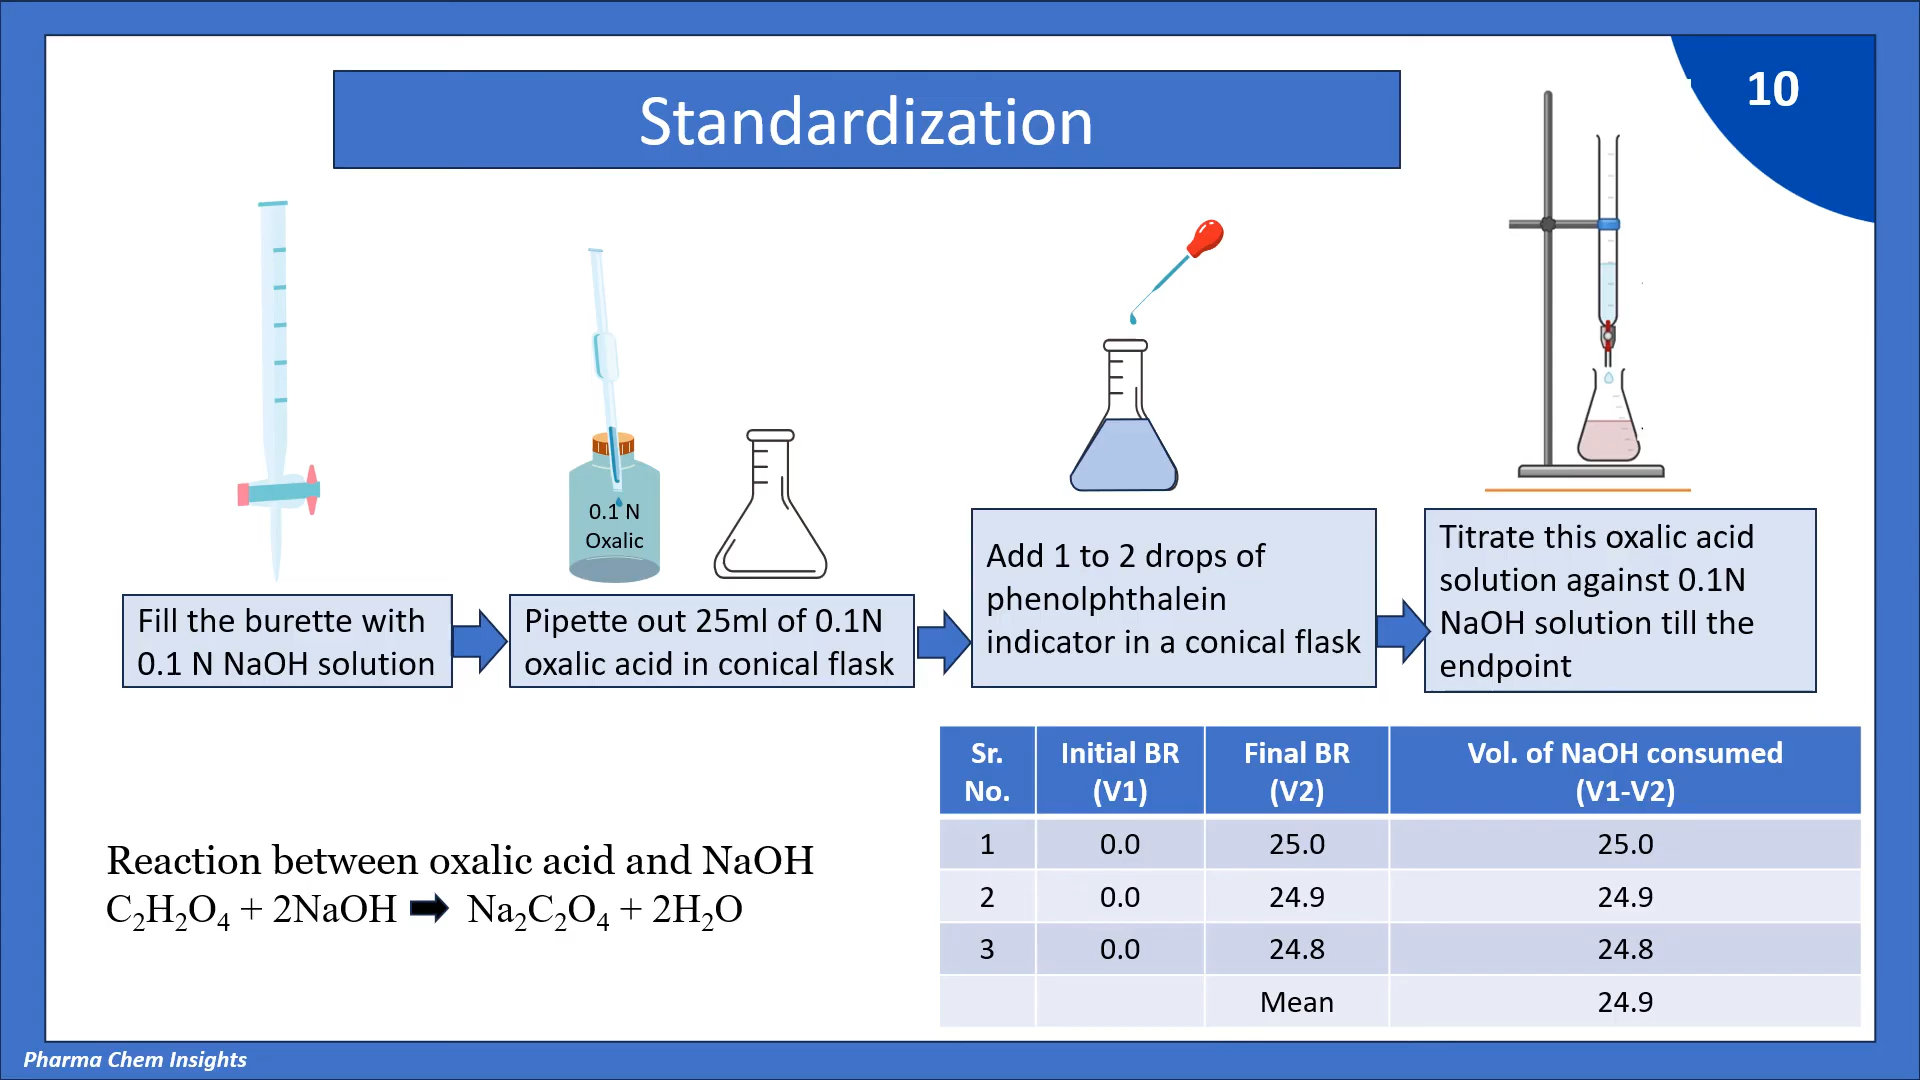 10
Standardization
0.1 N
Oxalic
Fill the burette with
0.1 N NaOH solution
Pipette out 25ml of 0.1N
oxalic acid in conical flask
Add 1 to 2 drops of
phenolphthalein
indicator in a conical flask
Titrate this oxalic acid
solution against 0.1N
NaOH solution till the
endpoint
Reaction between oxalic acid and NaOH
C₂H₂O₄ + 2NaOH ➡ Na₂C₂O₄ + 2H₂O
Sr. No. Initial BR (V1) Final BR (V2) Vol. of NaOH consumed (V1-V2)
1 0.0 25.0 25.0
2 0.0 24.9 24.9
3 0.0 24.8 24.8
Mean 24.9
Pharma Chem Insights